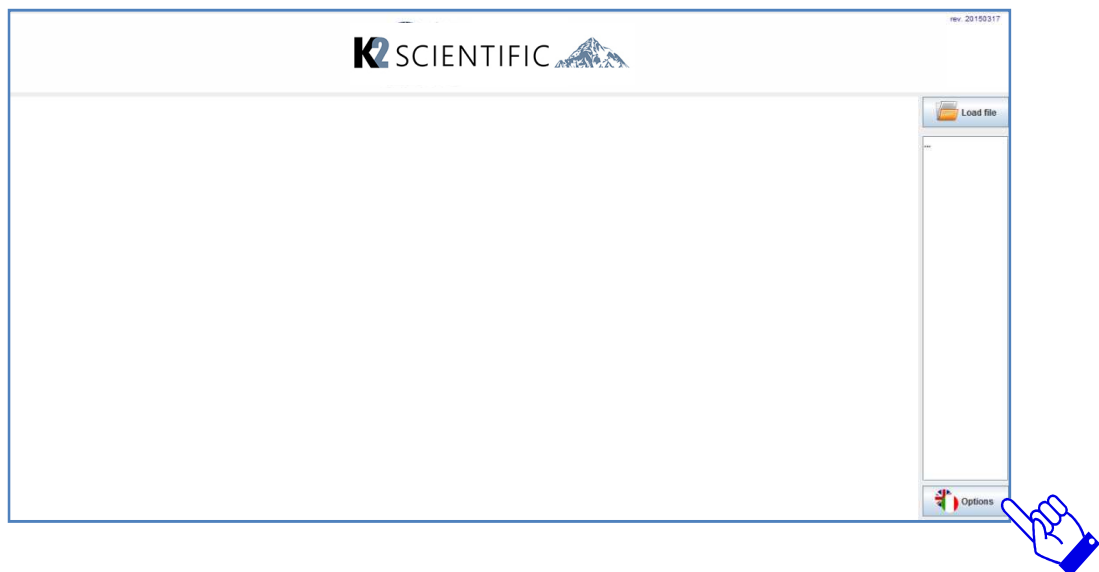 rev. 20150317
K2 SCIENTIFIC
Load file
---
Options